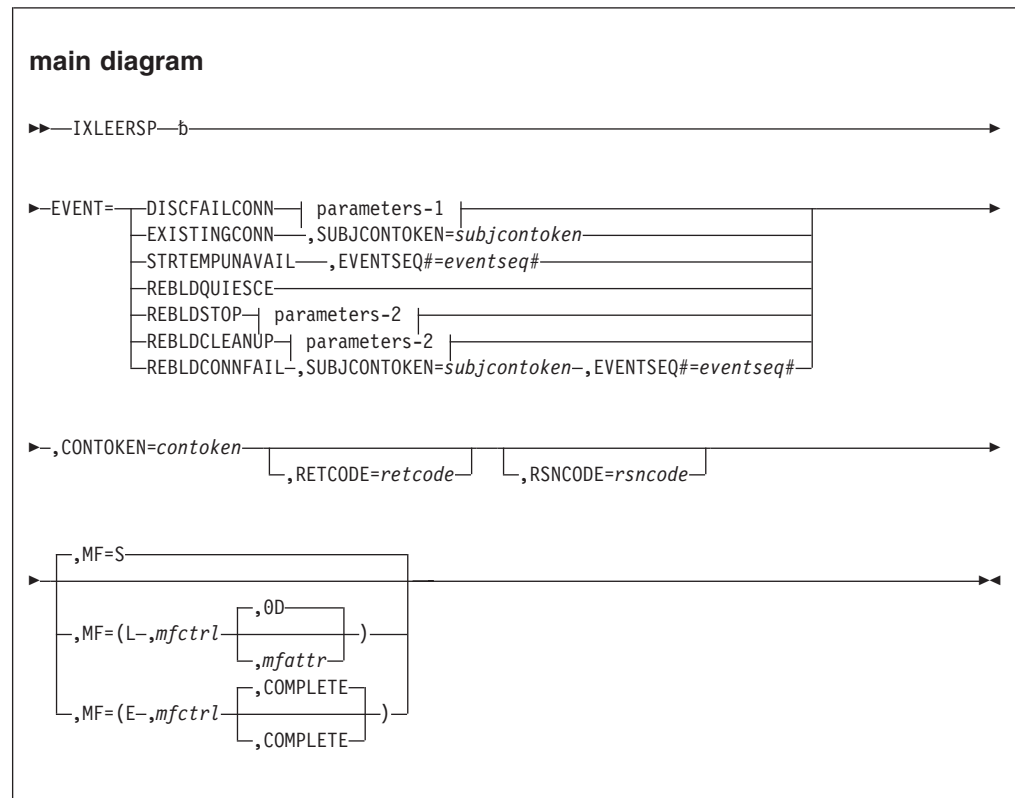 main diagram
IXLEERSP ƀ
EVENT= DISCFAILCONN parameters-1
EXISTINGCONN ,SUBJCONTOKEN=subjcontoken
STRTEMPUNAVAIL ,EVENTSEQ#=eventseq#
REBLDQUIESCE
REBLDSTOP parameters-2
REBLDCLEANUP parameters-2
REBLDCONNFAIL ,SUBJCONTOKEN=subjcontoken ,EVENTSEQ#=eventseq#
,CONTOKEN=contoken
,RETCODE=retcode ,RSNCODE=rsncode
,MF=S
,0D
,MF=(L ,mfctrl )
,mfattr
,COMPLETE
,MF=(E ,mfctrl )
,COMPLETE